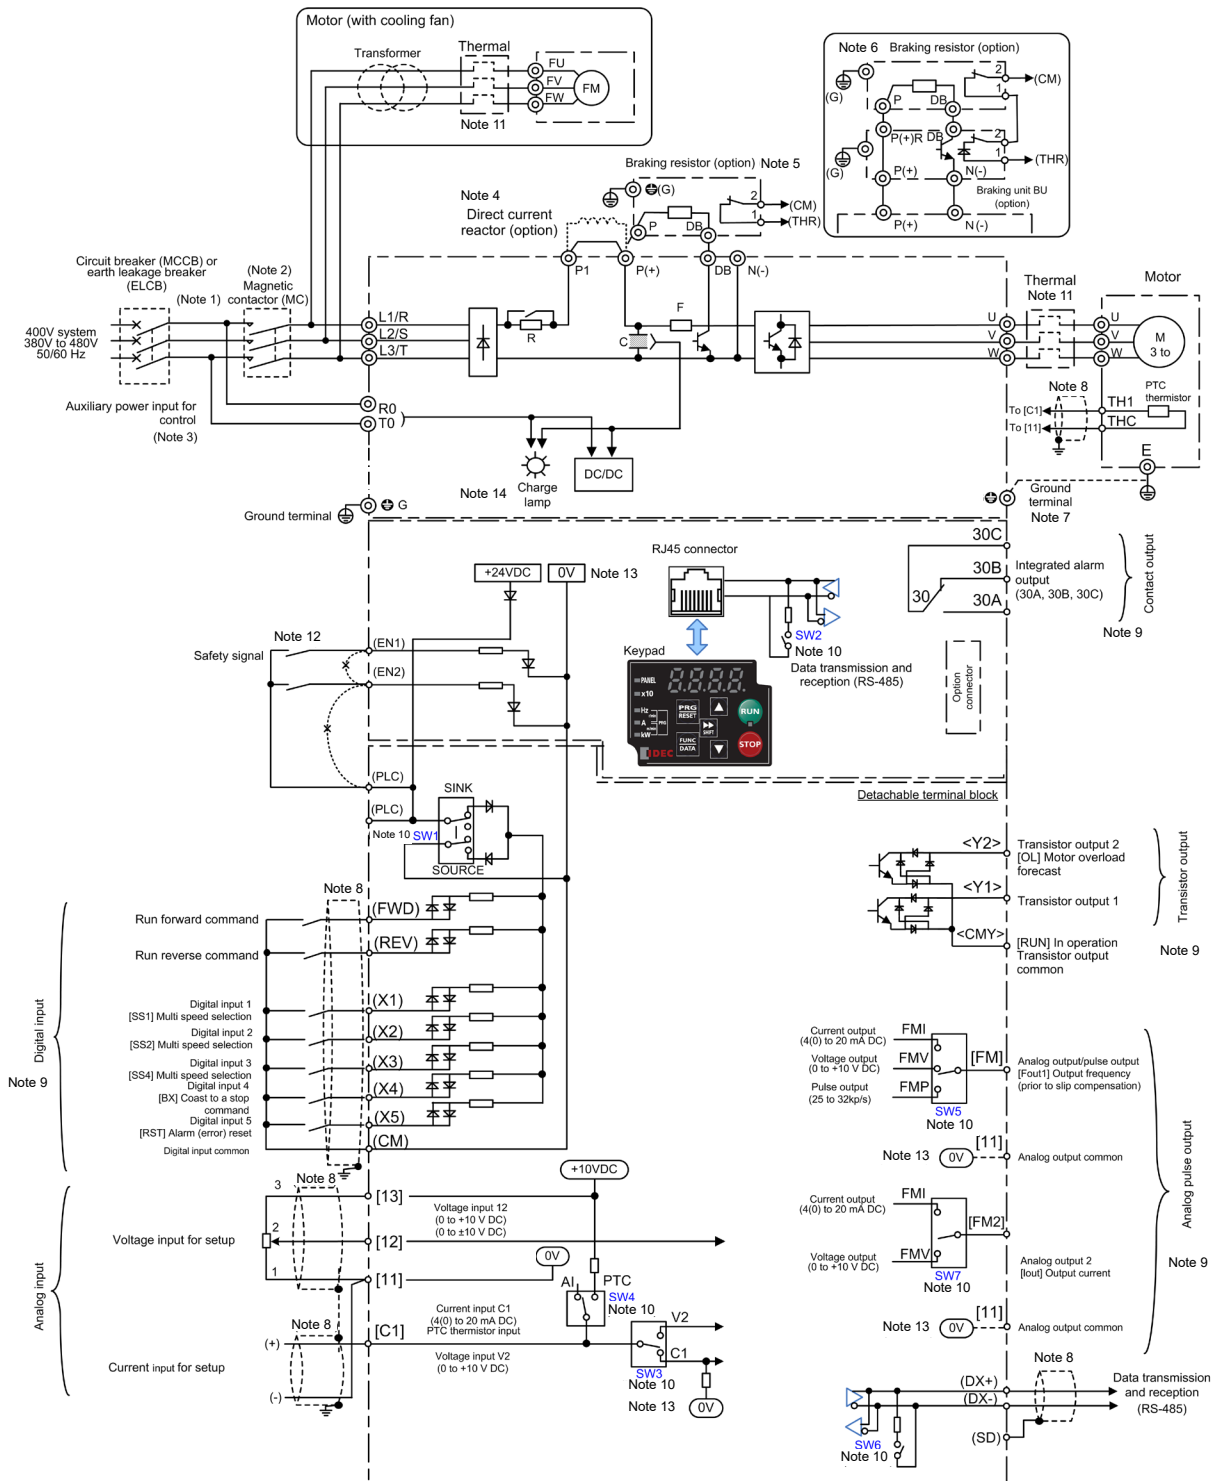 Motor (with cooling fan)
Transformer
Thermal
FU
FV
FW
FM
Note 11
Note 6
Braking resistor (option)
2
(CM)
1
(G)
P
DB
P(+)R
DB
2
1
(THR)
(G)
P(+)
N(-)
Braking unit BU
(option)
P(+)
N(-)
Braking resistor (option)
Note 5
(G)
2
(CM)
1
(THR)
P
DB
Note 4
Direct current
reactor (option)
P1
P(+)
DB
N(-)
Circuit breaker (MCCB) or
earth leakage breaker
(ELCB)
(Note 1)
(Note 2)
Magnetic
contactor (MC)
400V system
380V to 480V
50/60 Hz
L1/R
L2/S
L3/T
R
F
C
U
V
W
Thermal
Note 11
Motor
U
V
W
M
3 to
Auxiliary power input for
control
(Note 3)
R0
T0
Note 8
PTC
thermistor
To [C1]
TH1
To [11]
THC
E
Charge
lamp
DC/DC
Note 14
Ground terminal
G
Ground
terminal
Note 7
RJ45 connector
+24VDC
0V
Note 13
30C
30B
30
30A
Integrated alarm
output
(30A, 30B, 30C)
Contact output
Note 9
SW2
Note 10
Data transmission and
reception (RS-485)
Note 12
Safety signal
(EN1)
(EN2)
Keypad
PANEL
x10
Hz
A
kW
r/min
m/min
PRG
8.8.8.8.
PRG
RESET
RUN
SHIFT
FUNC
DATA
STOP
IDEC
Option
connector
(PLC)
(PLC)
SINK
Note 10
SW1
SOURCE
Detachable terminal block
<Y2>
Transistor output 2
[OL] Motor overload
forecast
<Y1>
Transistor output 1
<CMY>
[RUN] In operation
Transistor output
common
Transistor output
Note 9
Note 8
Run forward command
(FWD)
Run reverse command
(REV)
Digital input 1
[SS1] Multi speed selection
(X1)
Digital input 2
[SS2] Multi speed selection
(X2)
Digital input 3
[SS4] Multi speed selection
(X3)
Digital input 4
[BX] Coast to a stop
command
(X4)
Digital input 5
[RST] Alarm (error) reset
(X5)
Digital input common
(CM)
Digital input
Note 9
Current output
(4(0) to 20 mA DC)
FMI
Voltage output
(0 to +10 V DC)
FMV
[FM]
Analog output/pulse output
[Fout1] Output frequency
(prior to slip compensation)
Pulse output
(25 to 32kp/s)
FMP
SW5
Note 10
[11]
Note 13
0V
Analog output common
Current output
(4(0) to 20 mA DC)
FMI
[FM2]
Voltage output
(0 to +10 V DC)
FMV
SW7
Note 10
Analog output 2
[Iout] Output current
[11]
Note 13
0V
Analog output common
Analog pulse output
Note 9
+10VDC
Note 8
3
[13]
Voltage input 12
(0 to +10 V DC)
(0 to ±10 V DC)
Voltage input for setup
2
[12]
0V
1
[11]
AI
PTC
SW4
Note 10
Current input C1
(4(0) to 20 mA DC)
PTC thermistor input
Note 8
(+)
[C1]
V2
Voltage input V2
(0 to +10 V DC)
C1
SW3
Note 10
Note 13
0V
Current input for setup
(-)
Analog input
Note 8
(DX+)
(DX-)
Data transmission
and reception
(RS-485)
(SD)
SW6
Note 10